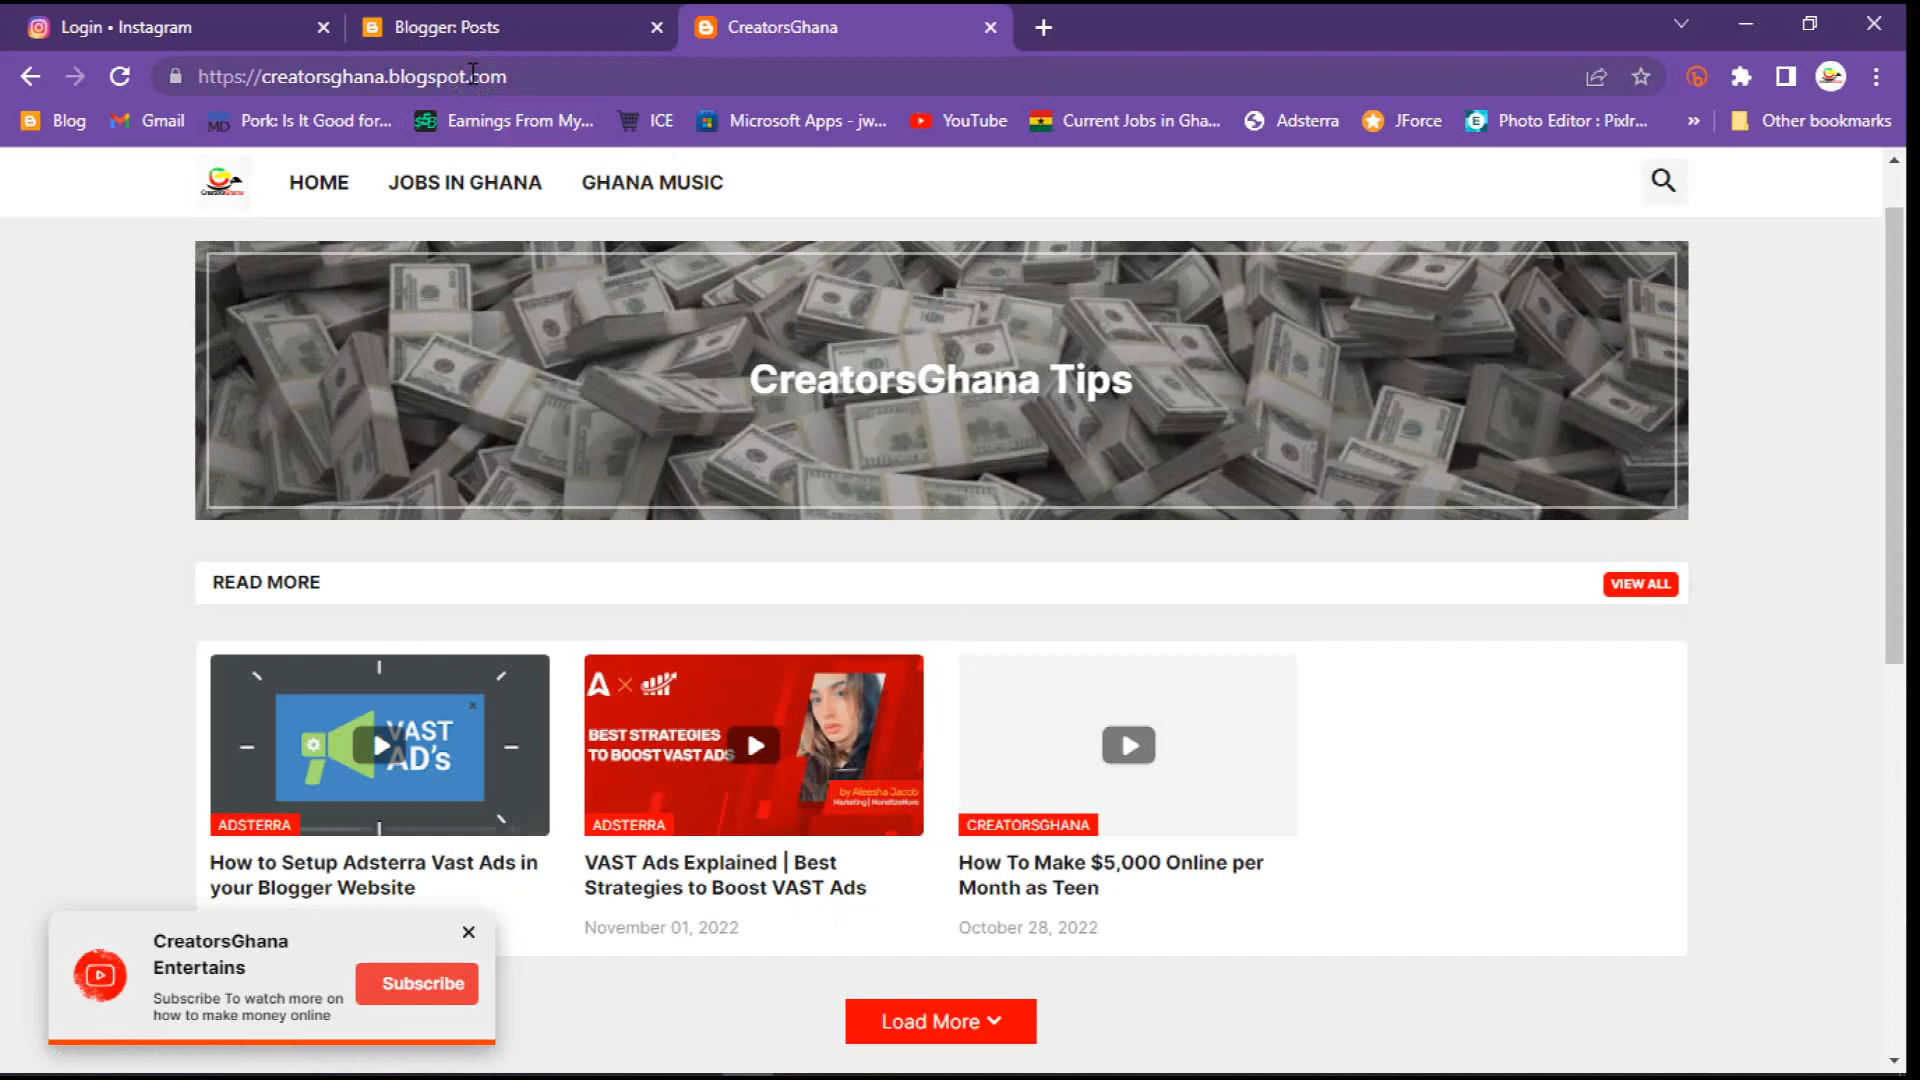 Login • Instagram
Blogger: Posts
CreatorsGhana
https://creatorsghana.blogspot.com
Blog
Gmail
Pork: Is It Good for...
Earnings From My...
ICE
Microsoft Apps - jw...
YouTube
Current Jobs in Gha...
Adsterra
JForce
Photo Editor : Pixlr...
»
Other bookmarks
HOME
JOBS IN GHANA
GHANA MUSIC
CreatorsGhana Tips
READ MORE
VIEW ALL
VAST
AD's
ADSTERRA
How to Setup Adsterra Vast Ads in
your Blogger Website
BEST STRATEGIES
TO BOOST VAST ADS
by Aleesha Jacob
Marketing | MonetizeMore
ADSTERRA
VAST Ads Explained | Best
Strategies to Boost VAST Ads
November 01, 2022
CREATORSGHANA
How To Make $5,000 Online per
Month as Teen
October 28, 2022
CreatorsGhana
Entertains
Subscribe To watch more on
how to make money online
Subscribe
Load More